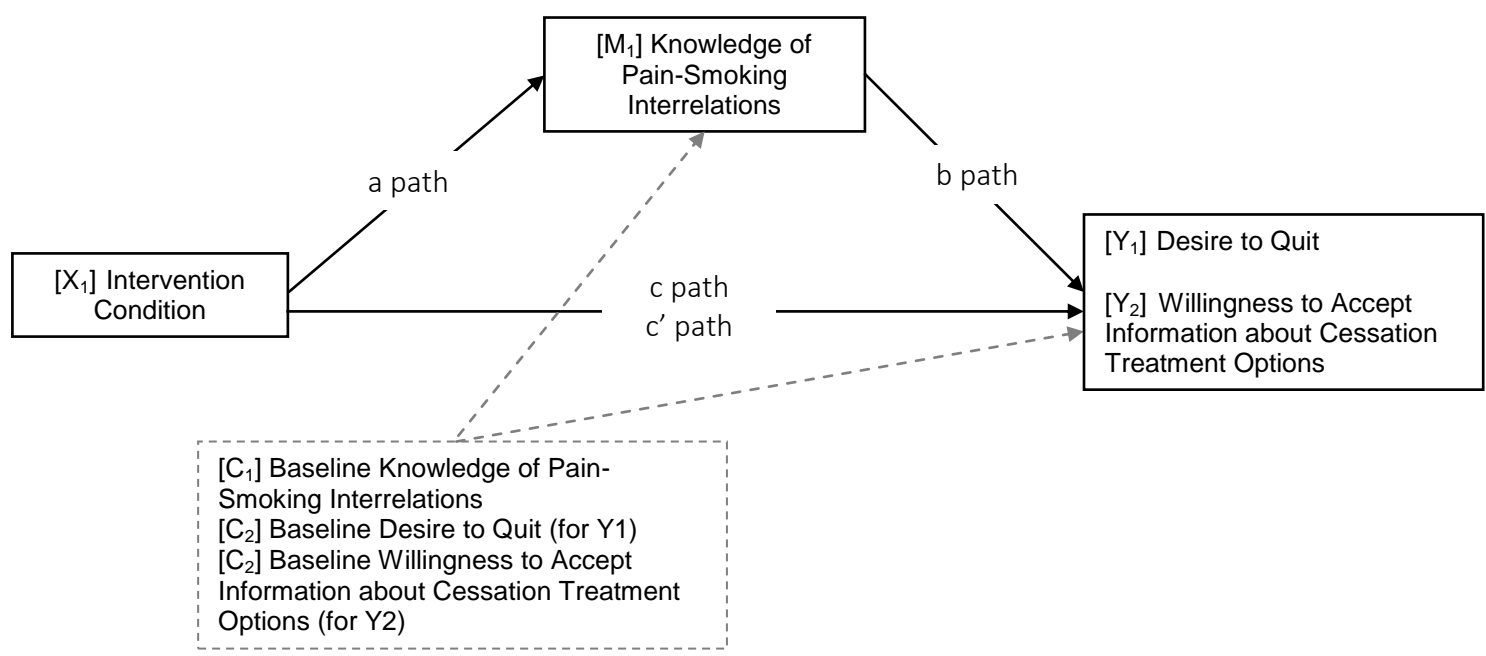 [M₁] Knowledge of
Pain-Smoking
Interrelations
a path
b path
[X₁] Intervention
Condition
c path
c’ path
[Y₁] Desire to Quit
[Y₂] Willingness to Accept
Information about Cessation
Treatment Options
[C₁] Baseline Knowledge of Pain-
Smoking Interrelations
[C₂] Baseline Desire to Quit (for Y1)
[C₂] Baseline Willingness to Accept
Information about Cessation Treatment
Options (for Y2)